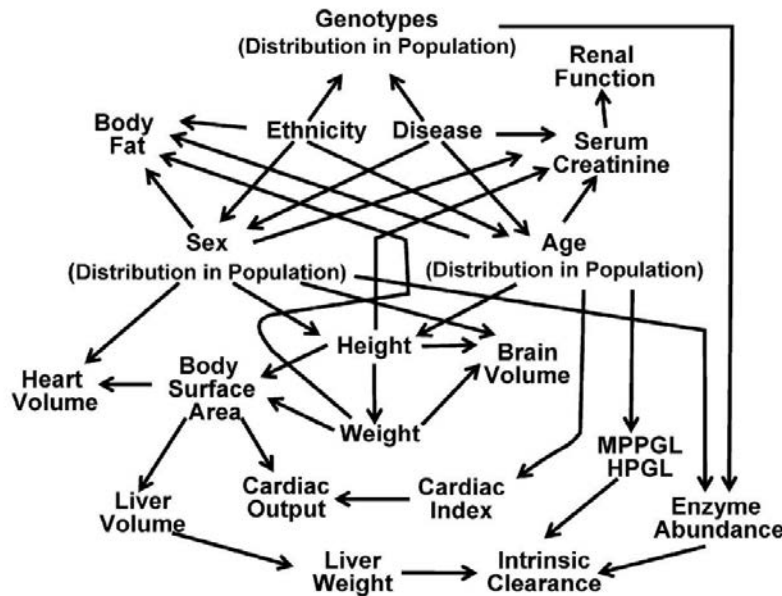 Genotypes
(Distribution in Population)
Renal
Function
Body
Fat
Ethnicity
Disease
Serum
Creatinine
Sex
(Distribution in Population)
Age
(Distribution in Population)
Height
Brain
Volume
Heart
Volume
Body
Surface
Area
Weight
MPPGL
HPGL
Liver
Volume
Cardiac
Output
Cardiac
Index
Enzyme
Abundance
Liver
Weight
Intrinsic
Clearance